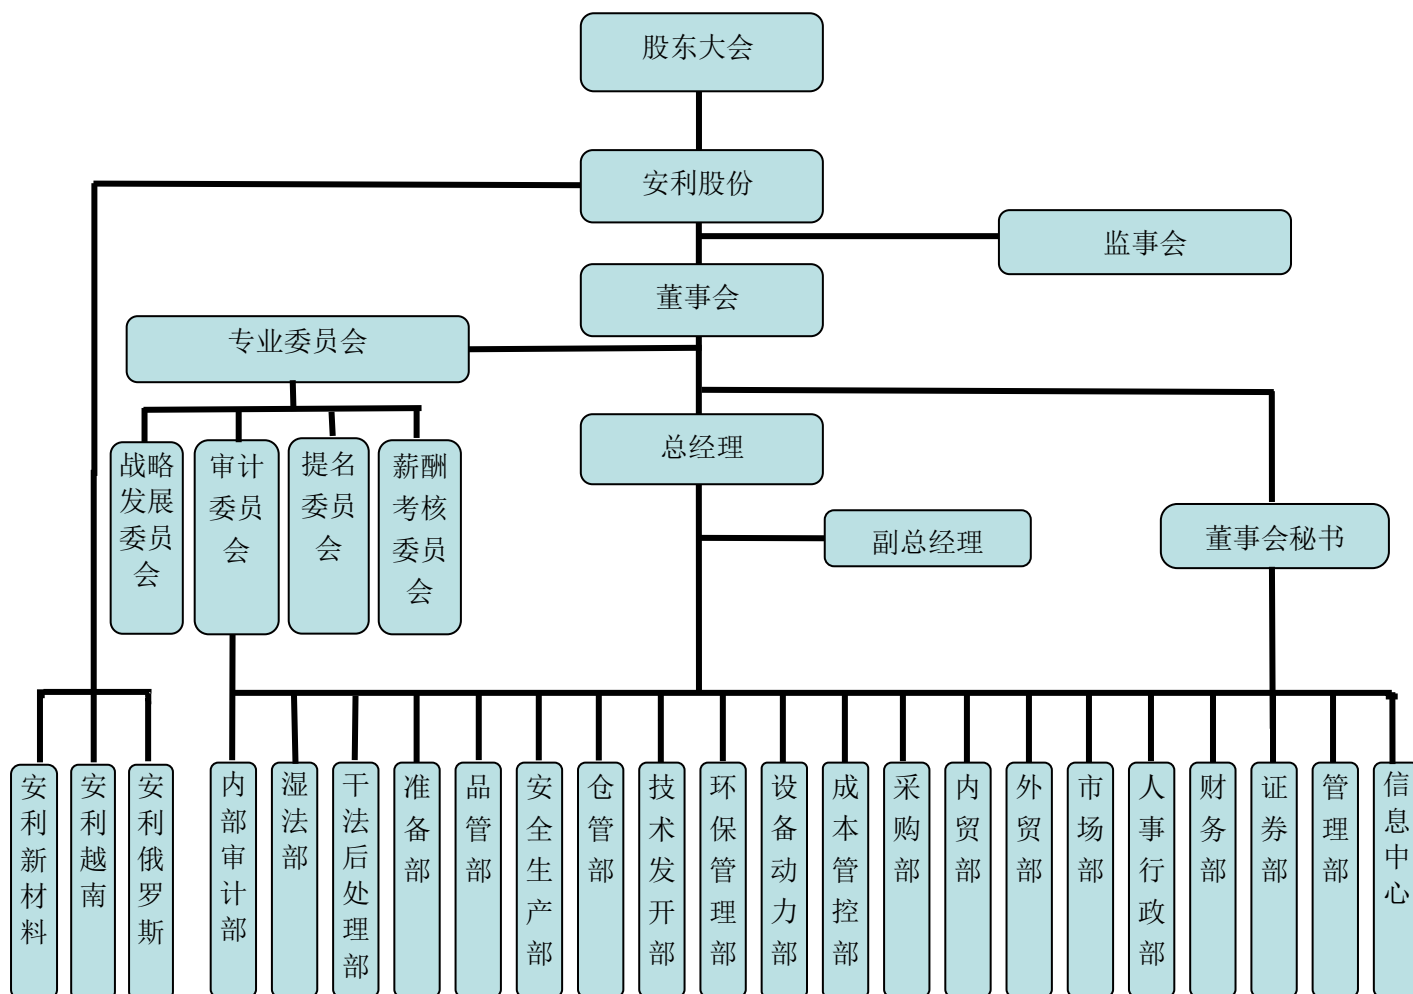 股东大会
安利股份
监事会
董事会
专业委员会
总经理
战略
发展
委员
会
审计
委员
会
提名
委员
会
薪酬
考核
委员
会
副总经理
董事会秘书
安利新材料
安利越南
安利俄罗斯
内部审计部
湿法部
干法后处理部
准备部
品管部
安全生产部
仓管部
技术发开部
环保管理部
设备动力部
成本管控部
采购部
内贸部
外贸部
市场部
人事行政部
财务部
证券部
管理部
信息中心